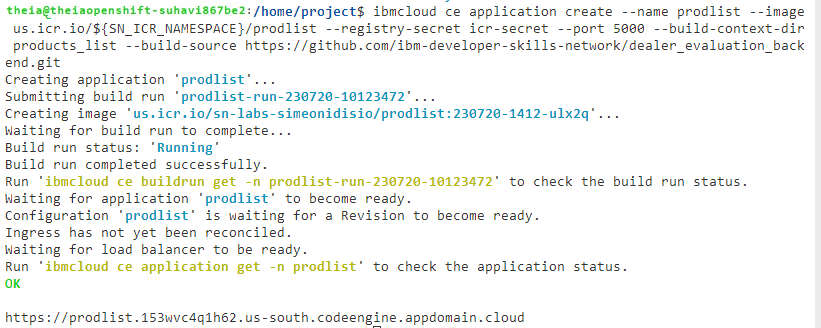 theia@theiaopenshift-suhavi867be2:/home/project$ ibmcloud ce application create --name prodlist --image
us.icr.io/${SN_ICR_NAMESPACE}/prodlist --registry-secret icr-secret --port 5000 --build-context-dir
products_list --build-source https://github.com/ibm-developer-skills-network/dealer_evaluation_back
end.git
Creating application 'prodlist'...
Submitting build run 'prodlist-run-230720-10123472'...
Creating image 'us.icr.io/sn-labs-simeonidisio/prodlist:230720-1412-ulx2q'...
Waiting for build run to complete...
Build run status: 'Running'
Build run completed successfully.
Run 'ibmcloud ce buildrun get -n prodlist-run-230720-10123472' to check the build run status.
Waiting for application 'prodlist' to become ready.
Configuration 'prodlist' is waiting for a Revision to become ready.
Ingress has not yet been reconciled.
Waiting for load balancer to be ready.
Run 'ibmcloud ce application get -n prodlist' to check the application status.
OK
https://prodlist.153wvc4q1h62.us-south.codeengine.appdomain.cloud